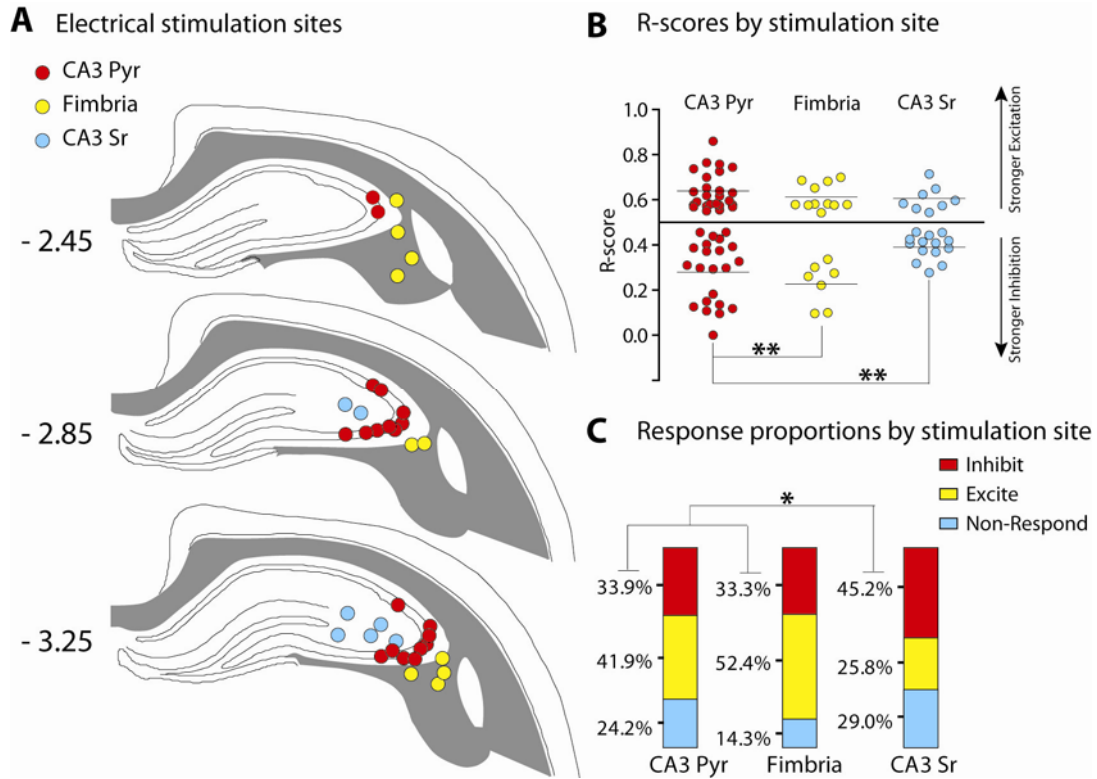 A Electrical stimulation sites
CA3 Pyr
Fimbria
CA3 Sr
- 2.45
- 2.85
- 3.25
B R-scores by stimulation site
CA3 Pyr Fimbria CA3 Sr
R-score
1.0
0.8
0.6
0.4
0.2
0.0
Stronger Excitation
Stronger Inhibition
**
**
C Response proportions by stimulation site
Inhibit
Excite
Non-Respond
*
33.9% 33.3% 45.2%
41.9% 52.4% 25.8%
24.2% 14.3% 29.0%
CA3 Pyr Fimbria CA3 Sr